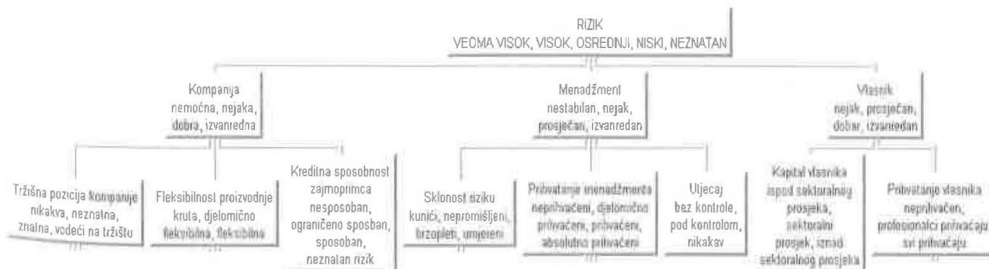 RIZIK
VEOMA VISOK, VISOK, OSREDNJI, NISKI, NEZNATAN
Kompanija
nemoćna, nejaka,
dobra, izvanredna
Menadžment
nestabilan, nejak,
prosječan, izvanredan
Vlasnik
nejak, prosječan,
dobar, izvanredan
Tržišna pozicija kompanije
nikakva, neznatna,
znatna, vodeći na tržištu
Fleksibilnost proizvodnje
kruta, djelomično
fleksibilna, fleksibilna
Kreditna sposobnost
zajmoprimca
nesposoban,
ograničeno sposban,
sposoban,
neznatan rizik
Sklonost riziku
kunići, nepromišljeni,
brzopleti, umjereni
Prihvatanje menadžmenta
neprihvaćeni, djelomično
prihvaćeni, prihvaćeni,
absolutno prihvaćeni
Utjecaj
bez kontrole,
pod kontrolom,
nikakav
Kapital vlasnika
ispod sektoralnog
prosjeka,
sektoralni
prosjek, iznad
sektoralnog prosjeka
Prihvatanje vlasnika
neprihvaćen,
profesionalci prihvaćaju
svi prihvaćaju